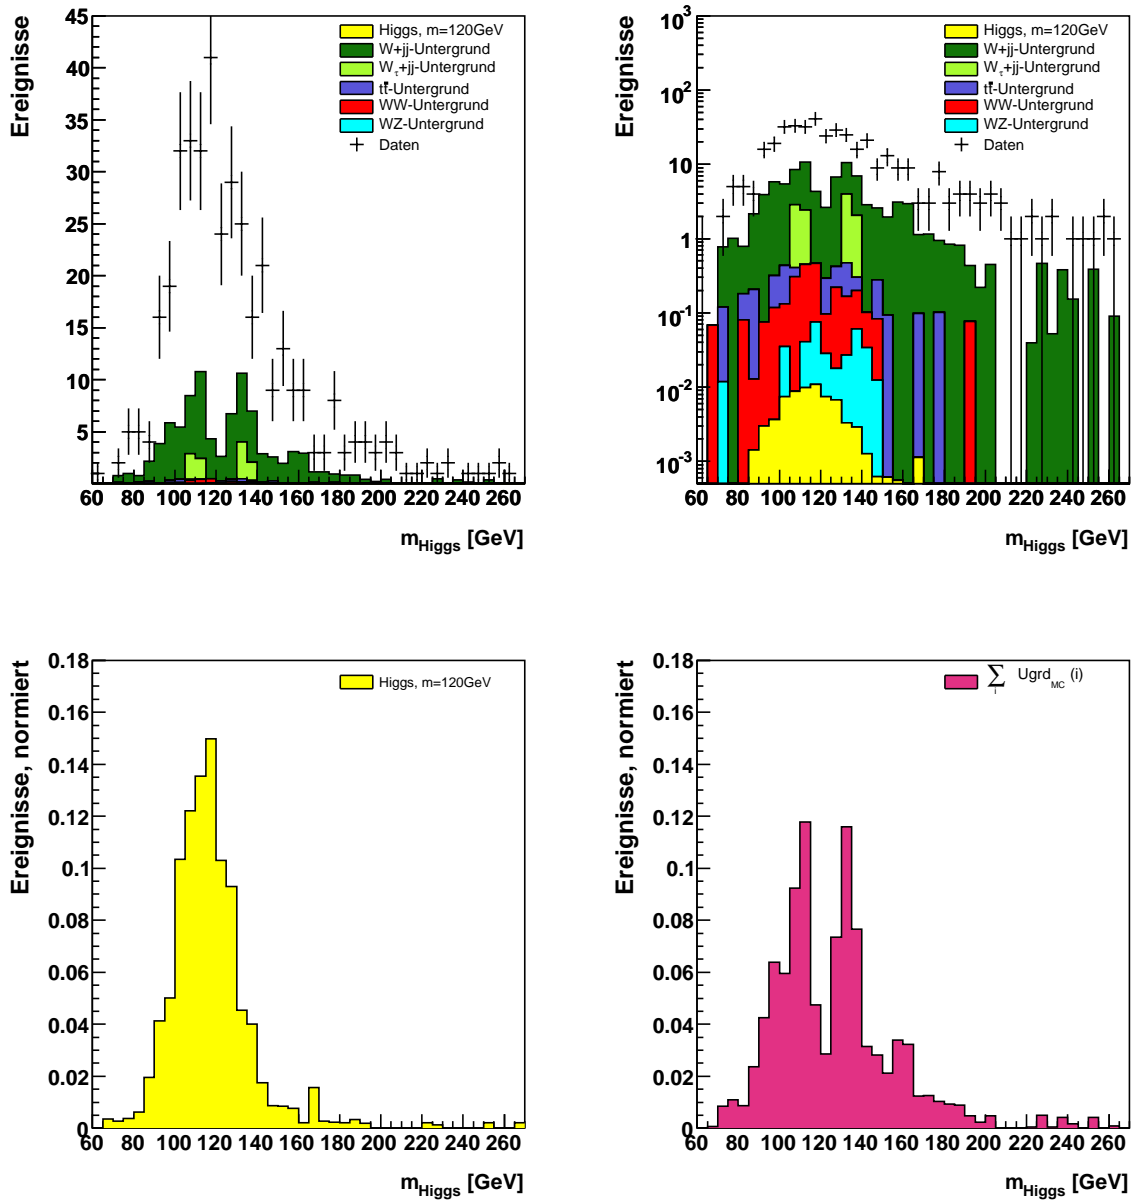 Ereignisse
45
40
35
30
25
20
15
10
5
60 80 100 120 140 160 180 200 220 240 260
m_Higgs [GeV]
Higgs, m=120GeV
W+jj-Untergrund
W_τ+jj-Untergrund
tt̄-Untergrund
WW-Untergrund
WZ-Untergrund
Daten
Ereignisse
10³
10²
10
1
10⁻¹
10⁻²
10⁻³
60 80 100 120 140 160 180 200 220 240 260
m_Higgs [GeV]
Higgs, m=120GeV
W+jj-Untergrund
W_τ+jj-Untergrund
tt̄-Untergrund
WW-Untergrund
WZ-Untergrund
Daten
Ereignisse, normiert
0.18
0.16
0.14
0.12
0.1
0.08
0.06
0.04
0.02
0
60 80 100 120 140 160 180 200 220 240 260
m_Higgs [GeV]
Higgs, m=120GeV
Ereignisse, normiert
0.18
0.16
0.14
0.12
0.1
0.08
0.06
0.04
0.02
0
60 80 100 120 140 160 180 200 220 240 260
m_Higgs [GeV]
∑_i Ugrd_MC (i)